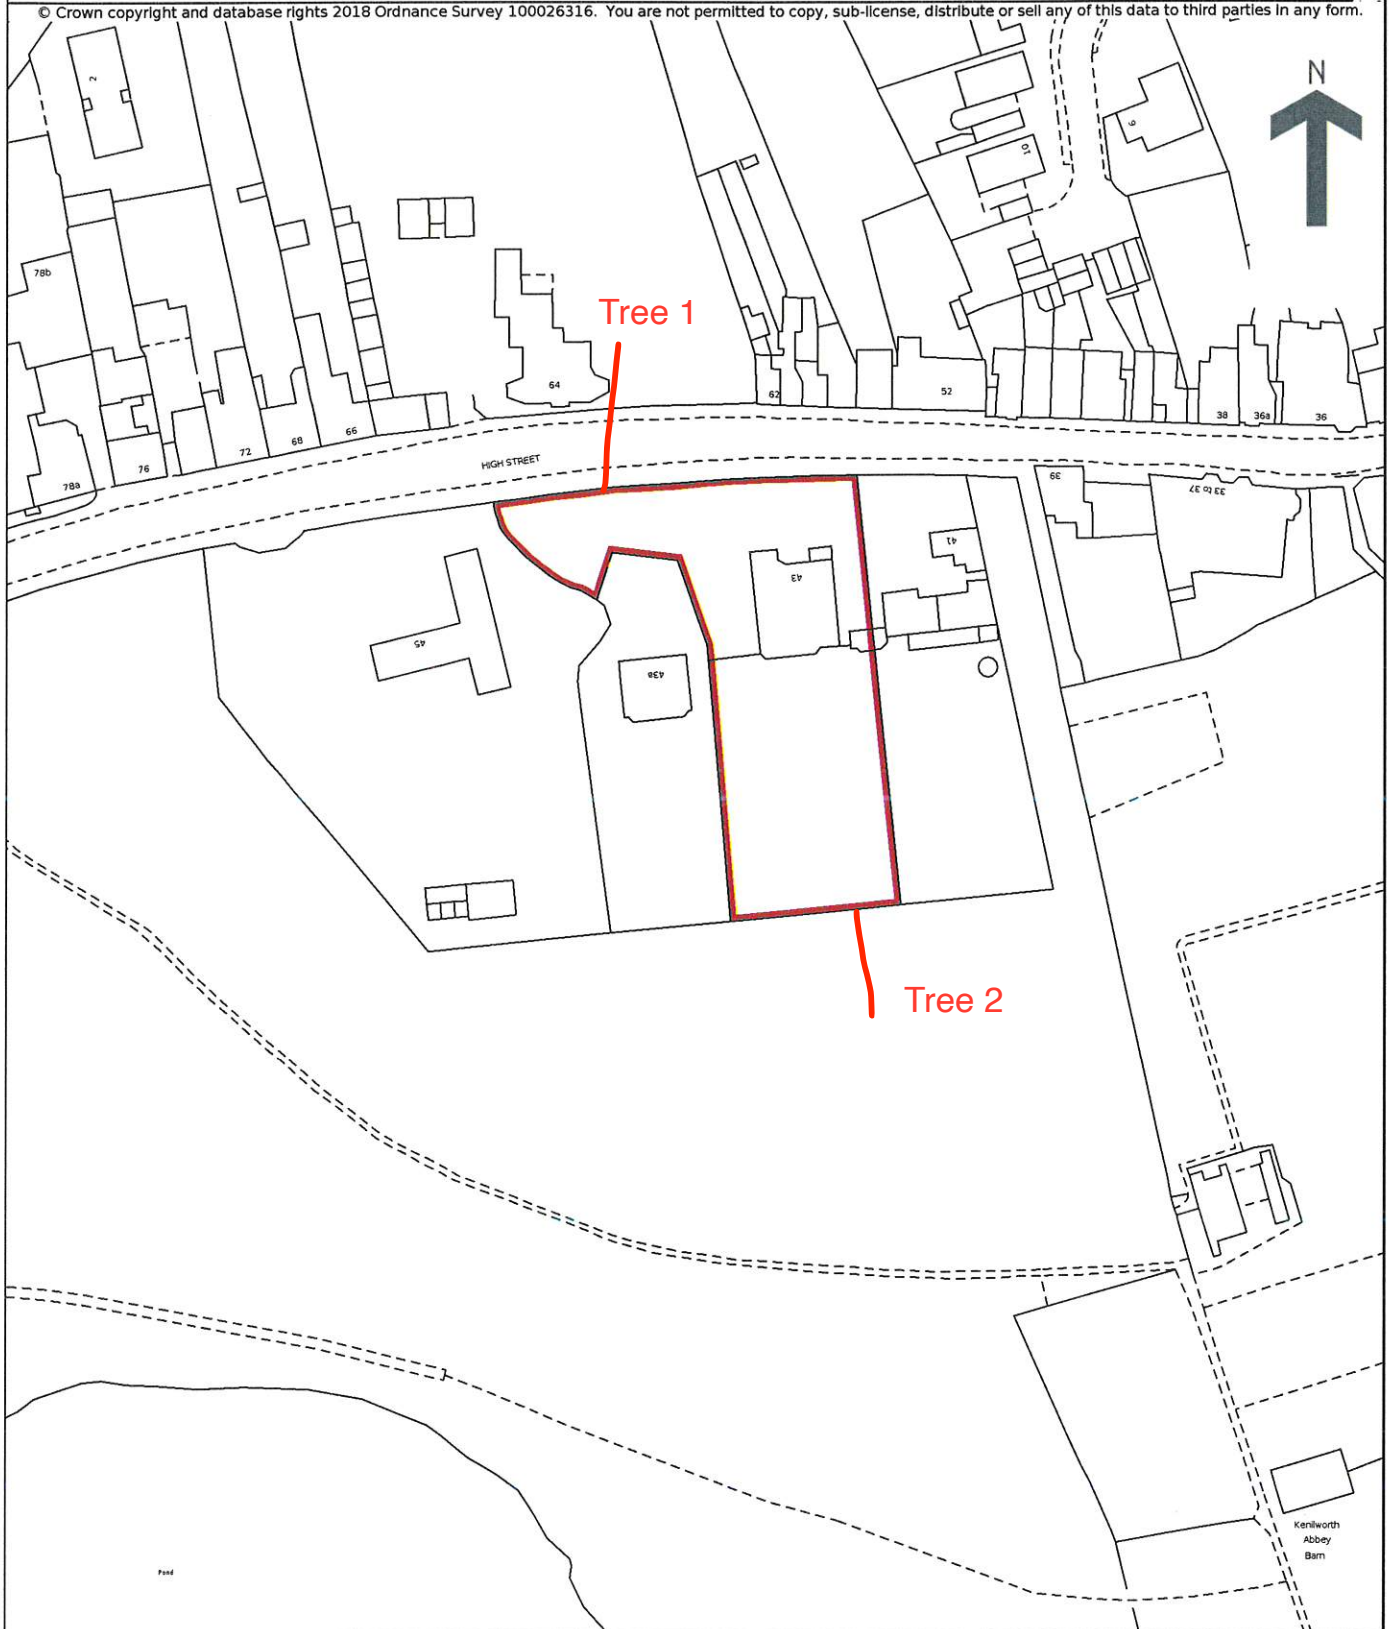 © Crown copyright and database rights 2018 Ordnance Survey 100026316. You are not permitted to copy, sub-license, distribute or sell any of this data to third parties in any form.
N
2
9
10
78b
Tree 1
64
62
52
38
36a
36
66
68
72
76
78a
HIGH STREET
39
33 to 37
41
43
45
43a
Tree 2
Kenilworth
Abbey
Barn
Pond